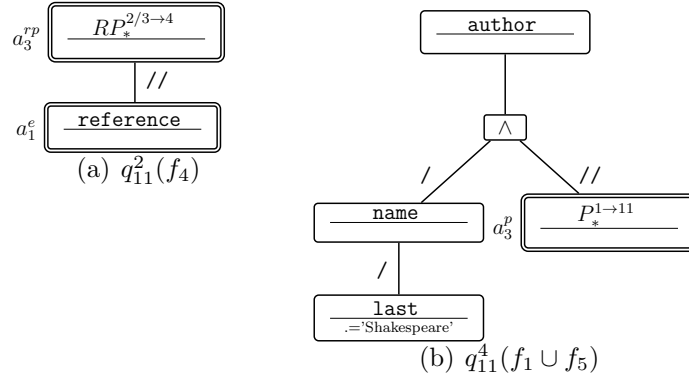 a_3^{rp} RP_*^{2/3→4}
//
a_1^e reference
(a) q_{11}^2(f_4)
author
∧
/ //
name a_3^p P_*^{1→11}
/
last
.='Shakespeare'
(b) q_{11}^4(f_1 ∪ f_5)